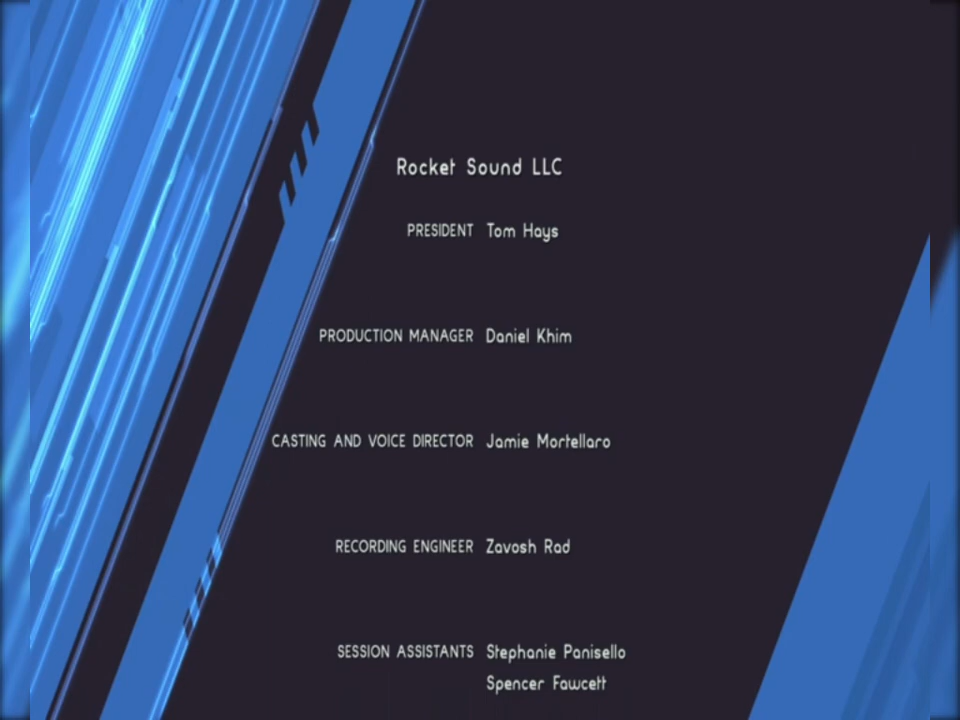 Rocket Sound LLC
PRESIDENT Tom Hays
PRODUCTION MANAGER Daniel Khim
CASTING AND VOICE DIRECTOR Jamie Mortellaro
RECORDING ENGINEER Zavosh Rad
SESSION ASSISTANTS Stephanie Panisello
Spencer Fawcett